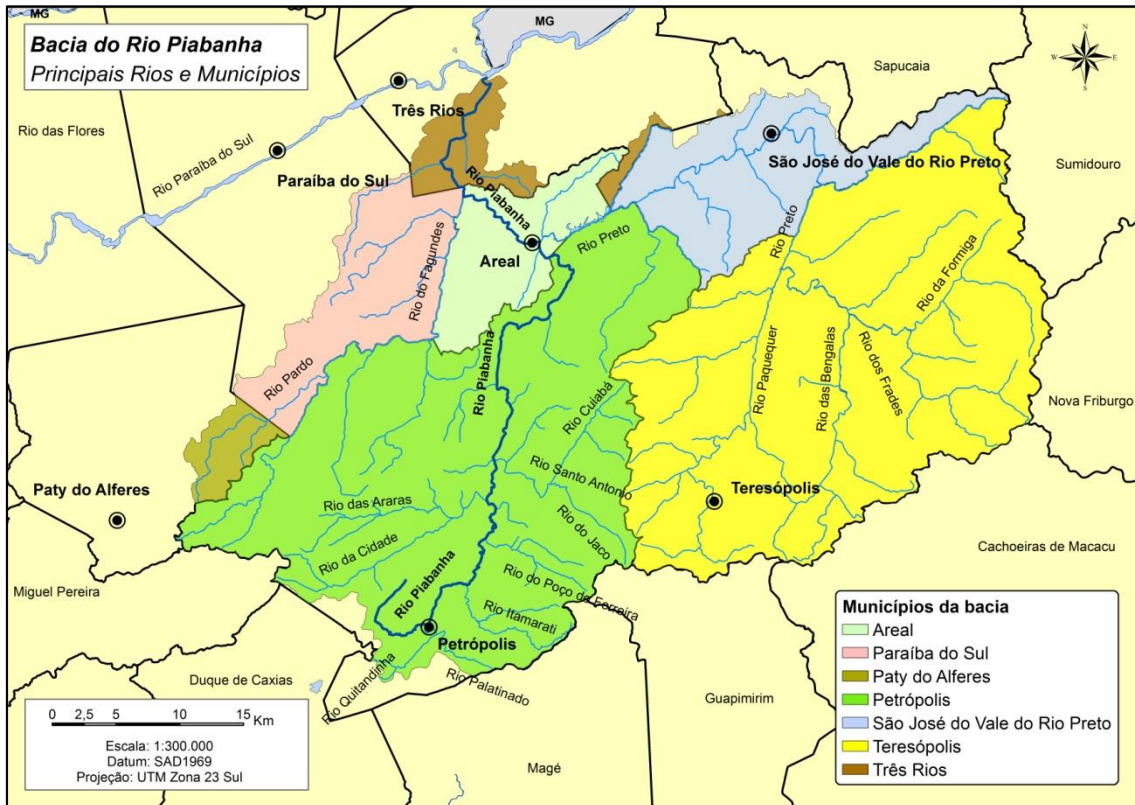 MG
MG
Bacia do Rio Piabanha
Principais Rios e Municípios
N
W
E
S
Sapucaia
Três Rios
Rio das Flores
Rio Paraíba do Sul
São José do Vale do Rio Preto
Sumidouro
Paraíba do Sul
Rio Piabanha
Rio Preto
Rio Preto
Areal
Rio do Fagundes
Rio da Formiga
Rio Piabanha
Rio Pardo
Rio Paquequer
Rio das Bengalas
Rio dos Frades
Rio Cuiabá
Nova Friburgo
Paty do Alferes
Rio das Araras
Rio Santo Antonio
Teresópolis
Rio da Cidade
Rio do Jaco
Cachoeiras de Macacu
Miguel Pereira
Rio Piabanha
Rio do Poço da Ferreira
Rio Itamarati
Petrópolis
Duque de Caxias
Rio Quitandinha
Rio Palatinado
Guapimirim
Magé
0 2,5 5 10 15
Km
Escala: 1:300.000
Datum: SAD1969
Projeção: UTM Zona 23 Sul
Municípios da bacia
Areal
Paraíba do Sul
Paty do Alferes
Petrópolis
São José do Vale do Rio Preto
Teresópolis
Três Rios